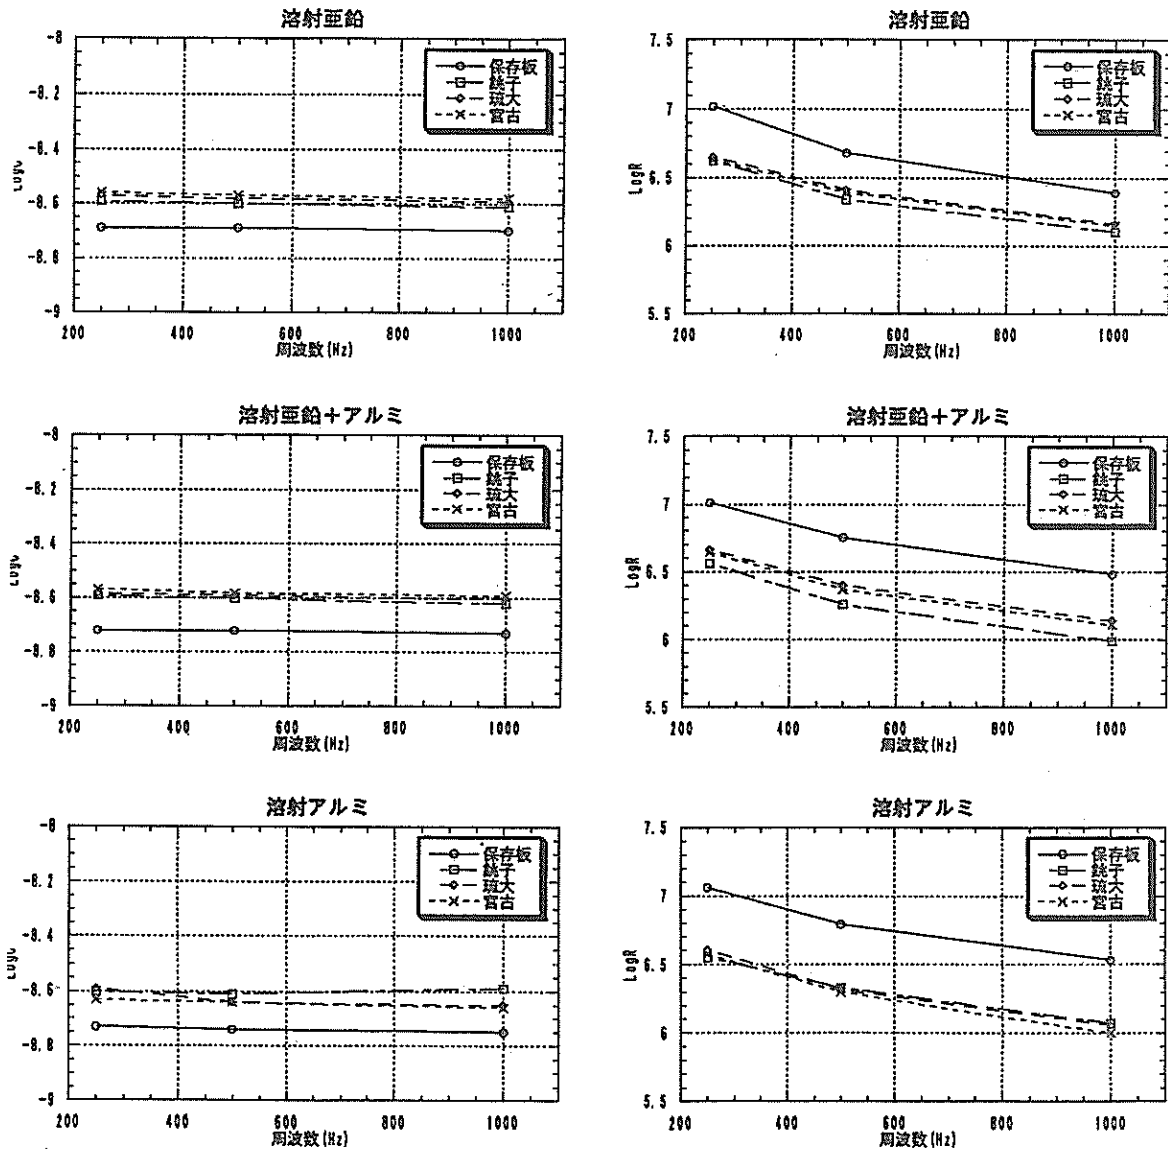 溶射亜鉛
-8
-8.2
-8.4
-8.6
-8.8
-9
保存板
銚子
琉大
宮古
200
400
600
800
1000
周波数(Hz)
溶射亜鉛
7.5
7
6.5
6
5.5
LogR
保存板
銚子
琉大
宮古
200
400
600
800
1000
周波数(Hz)
溶射亜鉛+アルミ
-8
-8.2
-8.4
-8.6
-8.8
-9
保存板
銚子
琉大
宮古
200
400
600
800
1000
周波数(Hz)
溶射亜鉛+アルミ
7.5
7
6.5
6
5.5
LogR
保存板
銚子
琉大
宮古
200
400
600
800
1000
周波数(Hz)
溶射アルミ
-8
-8.2
-8.4
-8.6
-8.8
-9
保存板
銚子
琉大
宮古
200
400
600
800
1000
周波数(Hz)
溶射アルミ
7.5
7
6.5
6
5.5
LogR
保存板
銚子
琉大
宮古
200
400
600
800
1000
周波数(Hz)